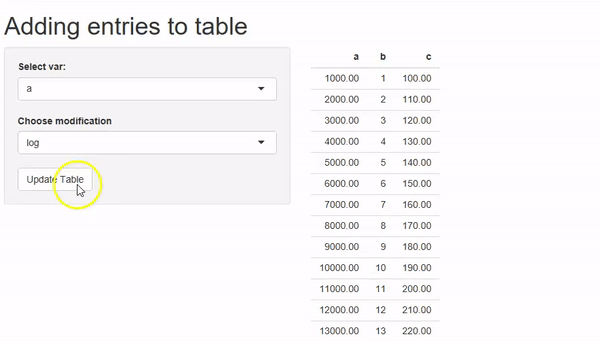 Adding entries to table
Select var:
a
Choose modification
log
Update Table
a b c
1000.00 1 100.00
2000.00 2 110.00
3000.00 3 120.00
4000.00 4 130.00
5000.00 5 140.00
6000.00 6 150.00
7000.00 7 160.00
8000.00 8 170.00
9000.00 9 180.00
10000.00 10 190.00
11000.00 11 200.00
12000.00 12 210.00
13000.00 13 220.00